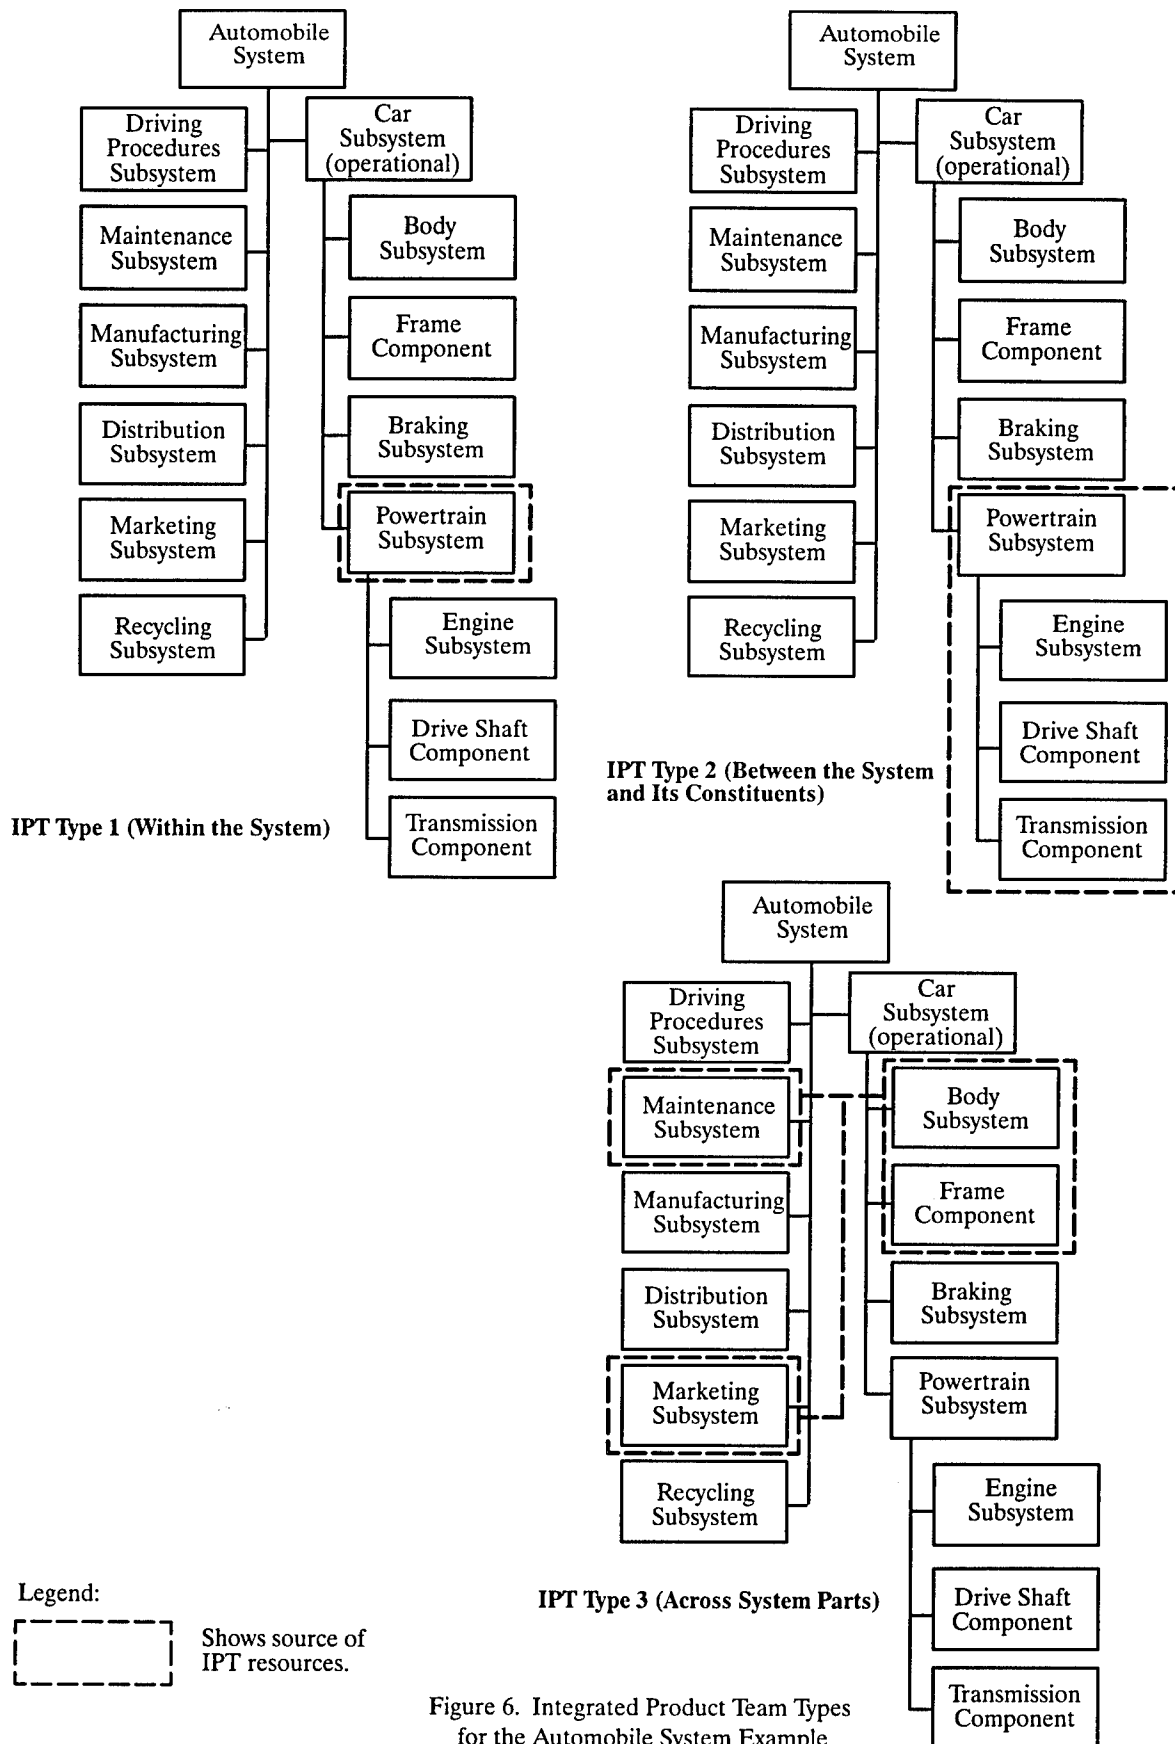 Automobile
System
Driving
Procedures
Subsystem
Car
Subsystem
(operational)
Maintenance
Subsystem
Body
Subsystem
Manufacturing
Subsystem
Frame
Component
Distribution
Subsystem
Braking
Subsystem
Marketing
Subsystem
Powertrain
Subsystem
Recycling
Subsystem
Engine
Subsystem
Drive Shaft
Component
Transmission
Component
IPT Type 1 (Within the System)
Automobile
System
Driving
Procedures
Subsystem
Car
Subsystem
(operational)
Maintenance
Subsystem
Body
Subsystem
Manufacturing
Subsystem
Frame
Component
Distribution
Subsystem
Braking
Subsystem
Marketing
Subsystem
Powertrain
Subsystem
Recycling
Subsystem
Engine
Subsystem
Drive Shaft
Component
Transmission
Component
IPT Type 2 (Between the System
and Its Constituents)
Automobile
System
Driving
Procedures
Subsystem
Car
Subsystem
(operational)
Maintenance
Subsystem
Body
Subsystem
Manufacturing
Subsystem
Frame
Component
Distribution
Subsystem
Braking
Subsystem
Marketing
Subsystem
Powertrain
Subsystem
Recycling
Subsystem
Engine
Subsystem
Drive Shaft
Component
Transmission
Component
IPT Type 3 (Across System Parts)
Legend:
Shows source of
IPT resources.
Figure 6. Integrated Product Team Types
for the Automobile System Example